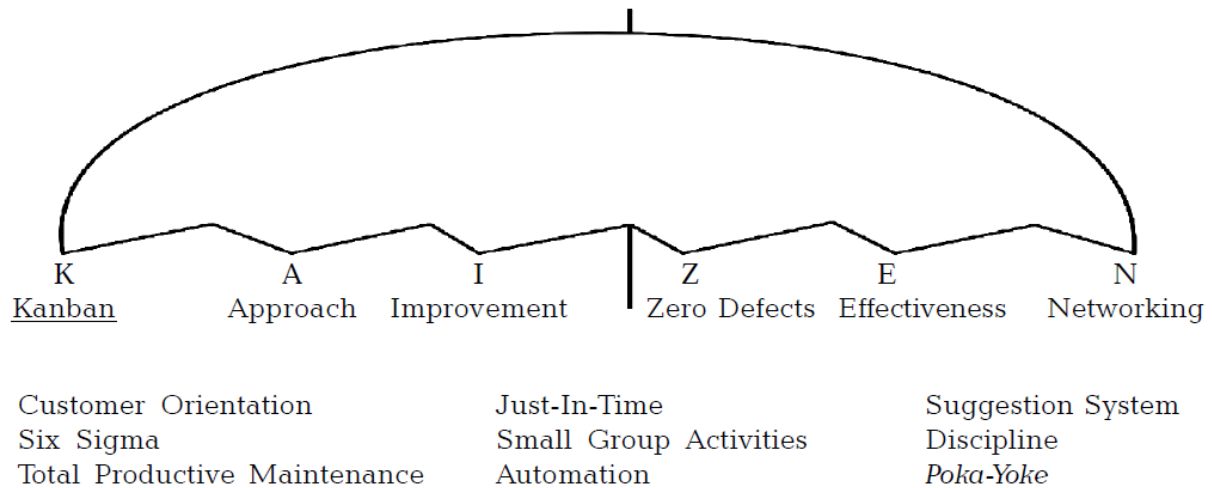 K A I Z E N
Kanban Approach Improvement Zero Defects Effectiveness Networking
Customer Orientation Just-In-Time Suggestion System
Six Sigma Small Group Activities Discipline
Total Productive Maintenance Automation Poka-Yoke